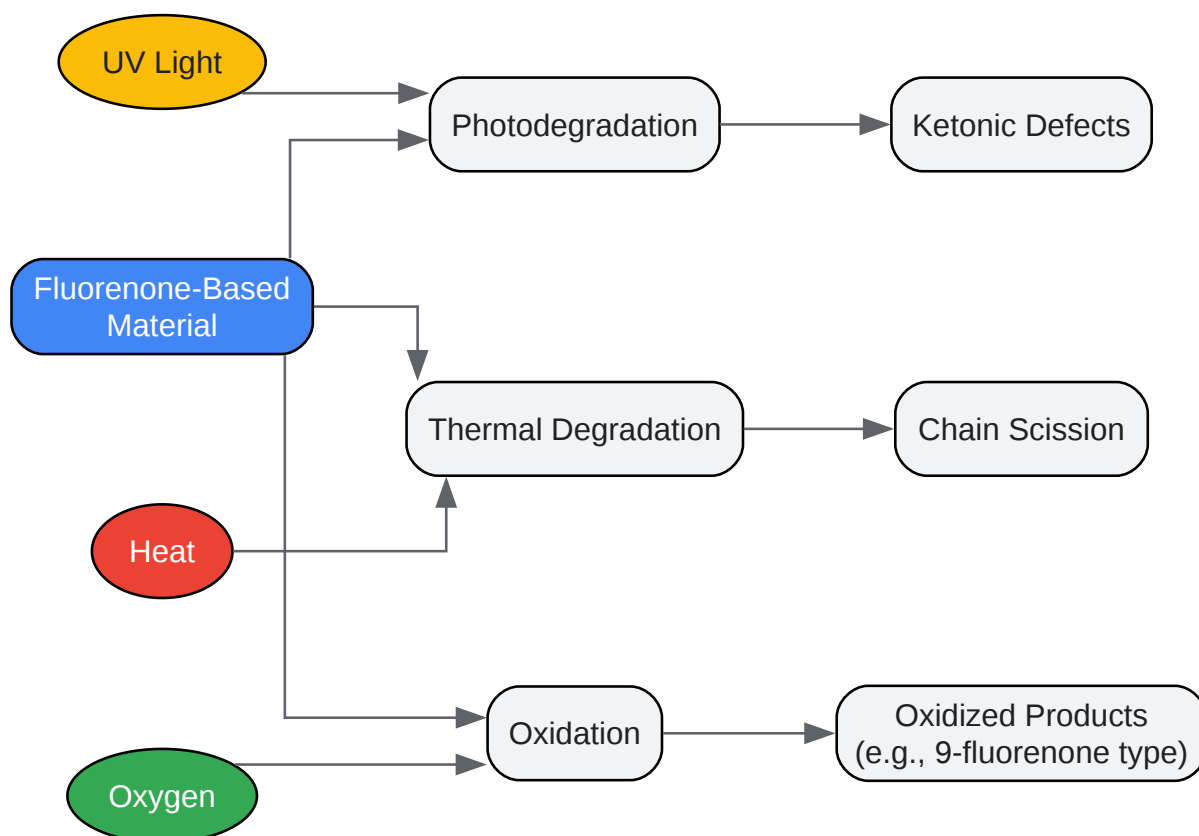 UV Light
Photodegradation
Ketonic Defects
Fluorenone-Based
Material
Thermal Degradation
Chain Scission
Heat
Oxidation
Oxidized Products
(e.g., 9-fluorenone type)
Oxygen